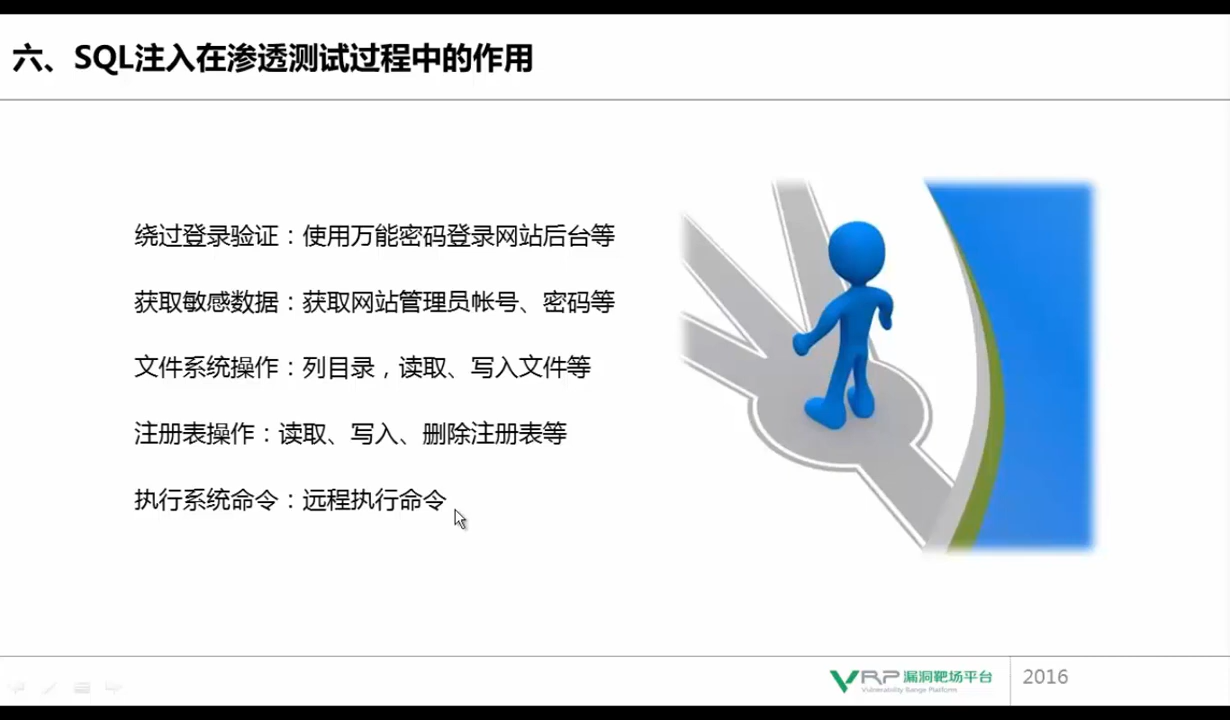 六、SQL注入在渗透测试过程中的作用
绕过登录验证：使用万能密码登录网站后台等
获取敏感数据：获取网站管理员帐号、密码等
文件系统操作：列目录，读取、写入文件等
注册表操作：读取、写入、删除注册表等
执行系统命令：远程执行命令
VRP 漏洞靶场平台
Vulnerability Range Platform
2016